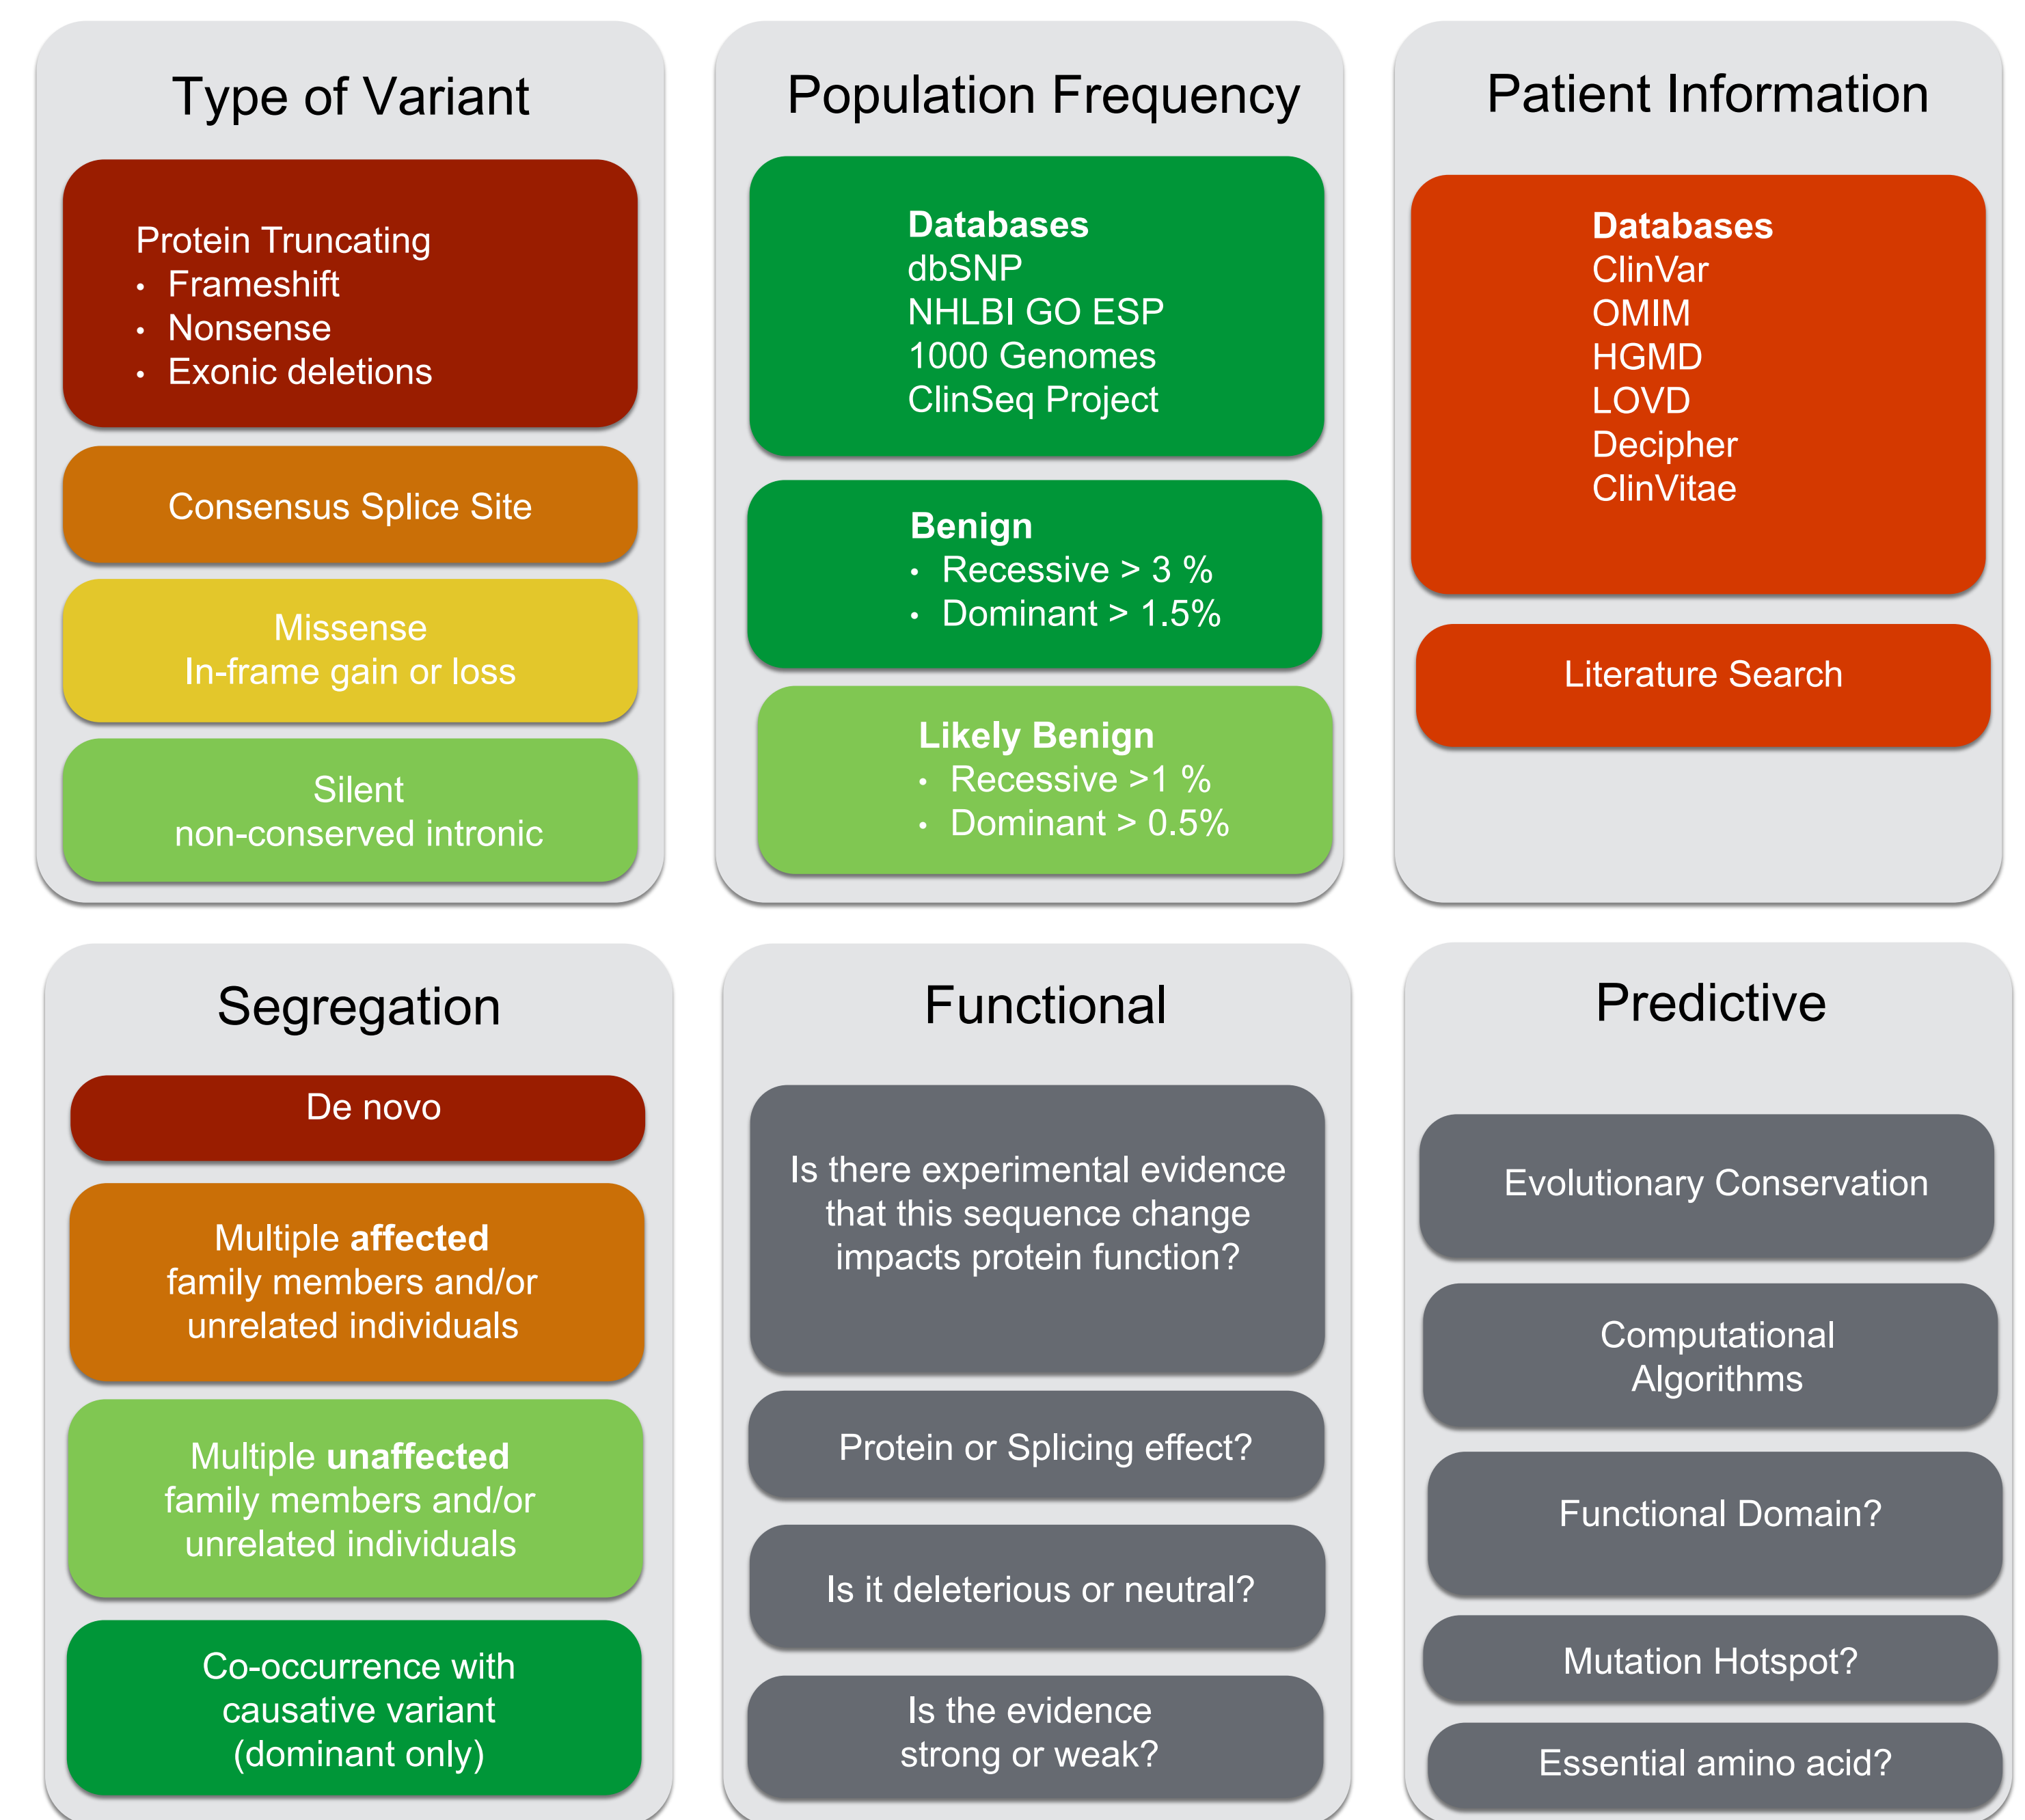 Type of Variant
Protein Truncating
• Frameshift
• Nonsense
• Exonic deletions
Consensus Splice Site
Missense
In-frame gain or loss
Silent
non-conserved intronic
Population Frequency
Databases
dbSNP
NHLBI GO ESP
1000 Genomes
ClinSeq Project
Benign
• Recessive > 3 %
• Dominant > 1.5%
Likely Benign
• Recessive >1 %
• Dominant > 0.5%
Patient Information
Databases
ClinVar
OMIM
HGMD
LOVD
Decipher
ClinVitae
Literature Search
Segregation
De novo
Multiple affected
family members and/or
unrelated individuals
Multiple unaffected
family members and/or
unrelated individuals
Co-occurrence with
causative variant
(dominant only)
Functional
Is there experimental evidence
that this sequence change
impacts protein function?
Protein or Splicing effect?
Is it deleterious or neutral?
Is the evidence
strong or weak?
Predictive
Evolutionary Conservation
Computational
Algorithms
Functional Domain?
Mutation Hotspot?
Essential amino acid?